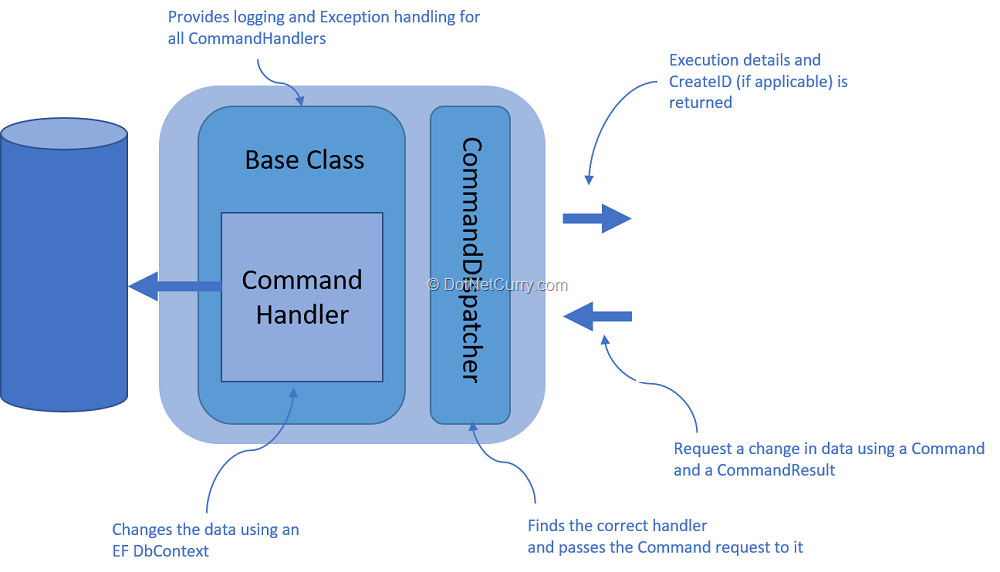 Provides logging and Exception handling for
all CommandHandlers
Execution details and
CreateID (if applicable) is
returned
Base Class
CommandDispatcher
Command
Handler
© DotNetCurry.com
Request a change in data using a Command
and a CommandResult
Changes the data using an
EF DbContext
Finds the correct handler
and passes the Command request to it